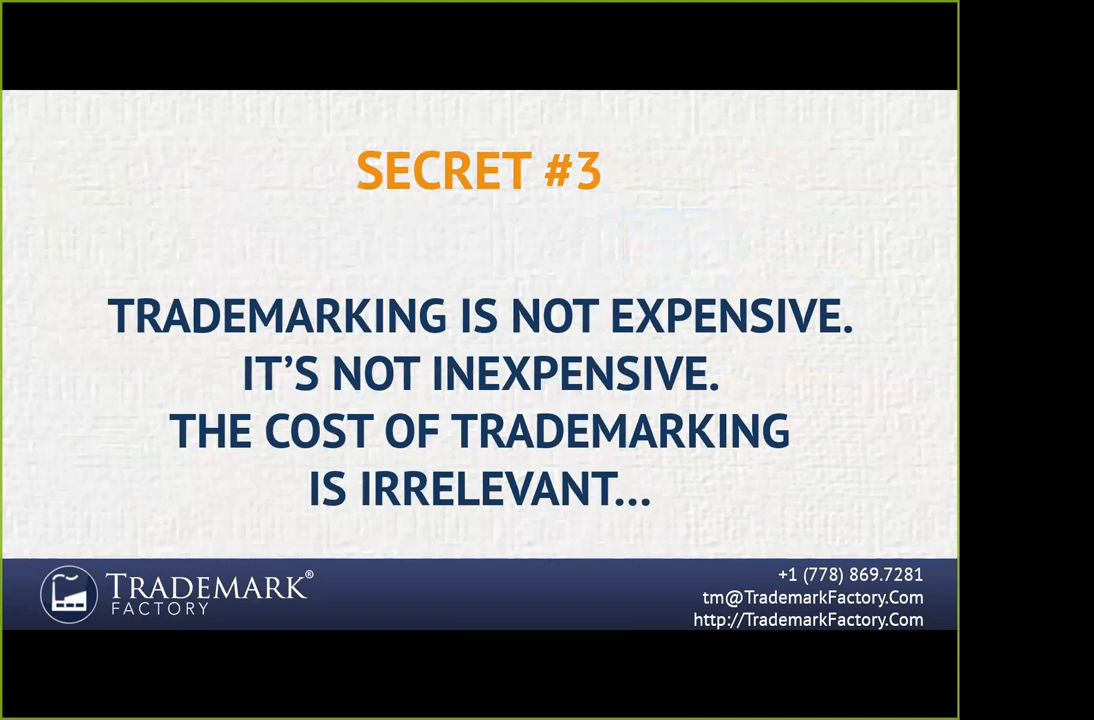 SECRET #3
TRADEMARKING IS NOT EXPENSIVE.
IT’S NOT INEXPENSIVE.
THE COST OF TRADEMARKING
IS IRRELEVANT...
TRADEMARK®
FACTORY
+1 (778) 869.7281
tm@TrademarkFactory.Com
http://TrademarkFactory.Com